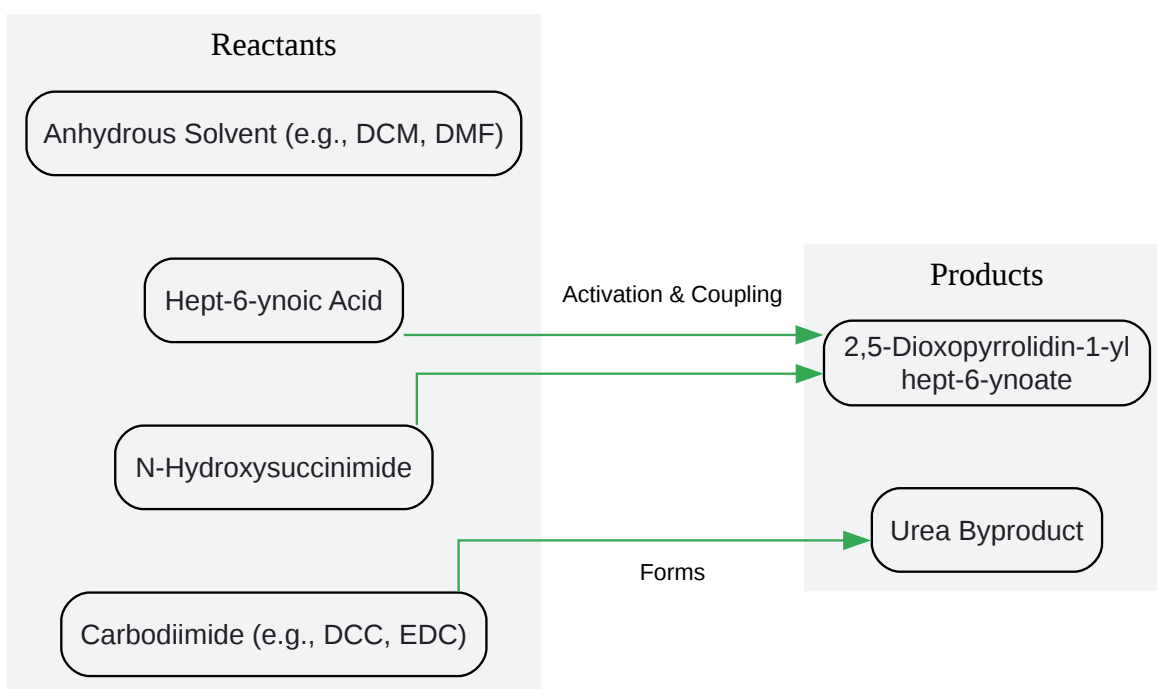 Reactants
Anhydrous Solvent (e.g., DCM, DMF)
Hept-6-ynoic Acid
N-Hydroxysuccinimide
Carbodiimide (e.g., DCC, EDC)
Activation & Coupling
Forms
Products
2,5-Dioxopyrrolidin-1-yl
hept-6-ynoate
Urea Byproduct